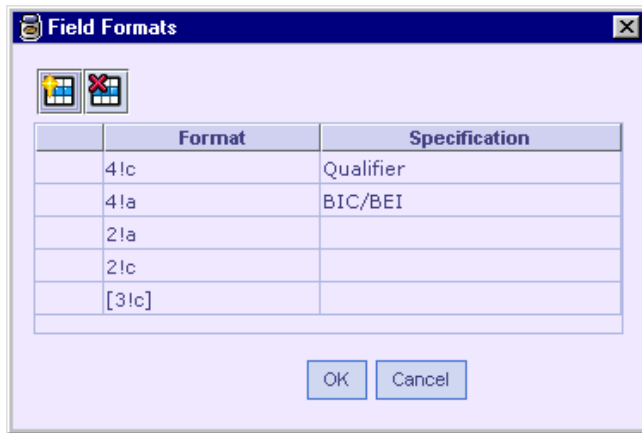 Field Formats
Format Specification
4!c Qualifier
4!a BIC/BEI
2!a
2!c
[3!c]
OK Cancel